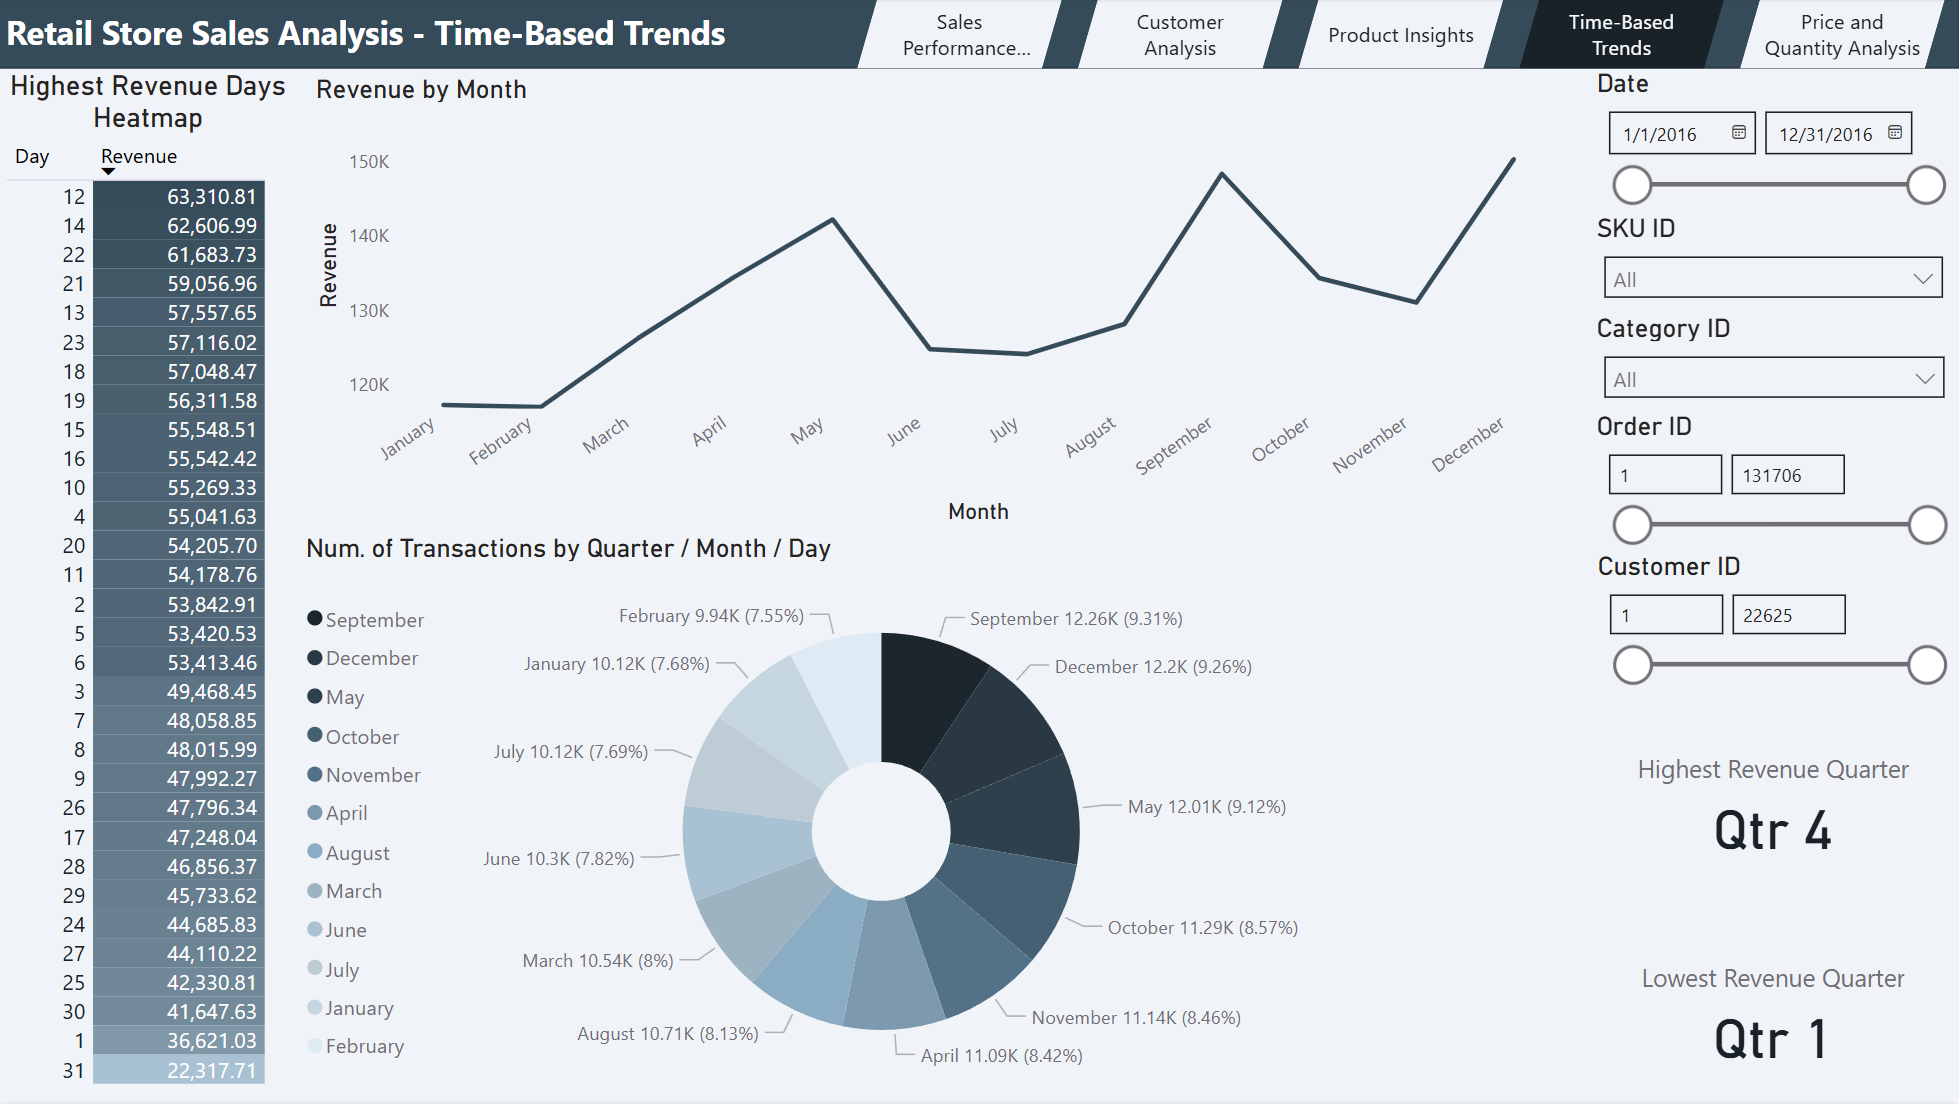 Retail Store Sales Analysis - Time-Based Trends
Sales
Performance...
Customer
Analysis
Product Insights
Time-Based
Trends
Price and
Quantity Analysis
Highest Revenue Days
Heatmap
Day Revenue
12 63,310.81
14 62,606.99
22 61,683.73
21 59,056.96
13 57,557.65
23 57,116.02
18 57,048.47
19 56,311.58
15 55,548.51
16 55,542.42
10 55,269.33
4 55,041.63
20 54,205.70
11 54,178.76
2 53,842.91
5 53,420.53
6 53,413.46
3 49,468.45
7 48,058.85
8 48,015.99
9 47,992.27
26 47,796.34
17 47,248.04
28 46,856.37
29 45,733.62
24 44,685.83
27 44,110.22
25 42,330.81
30 41,647.63
1 36,621.03
31 22,317.71
Revenue by Month
Revenue
150K
140K
130K
120K
January
February
March
April
May
June
July
August
September
October
November
December
Month
Num. of Transactions by Quarter / Month / Day
September
December
May
October
November
April
August
March
June
July
January
February
September 12.26K (9.31%)
December 12.2K (9.26%)
May 12.01K (9.12%)
October 11.29K (8.57%)
November 11.14K (8.46%)
April 11.09K (8.42%)
August 10.71K (8.13%)
March 10.54K (8%)
June 10.3K (7.82%)
July 10.12K (7.69%)
January 10.12K (7.68%)
February 9.94K (7.55%)
Date
1/1/2016 12/31/2016
SKU ID
All
Category ID
All
Order ID
1 131706
Customer ID
1 22625
Highest Revenue Quarter
Qtr 4
Lowest Revenue Quarter
Qtr 1